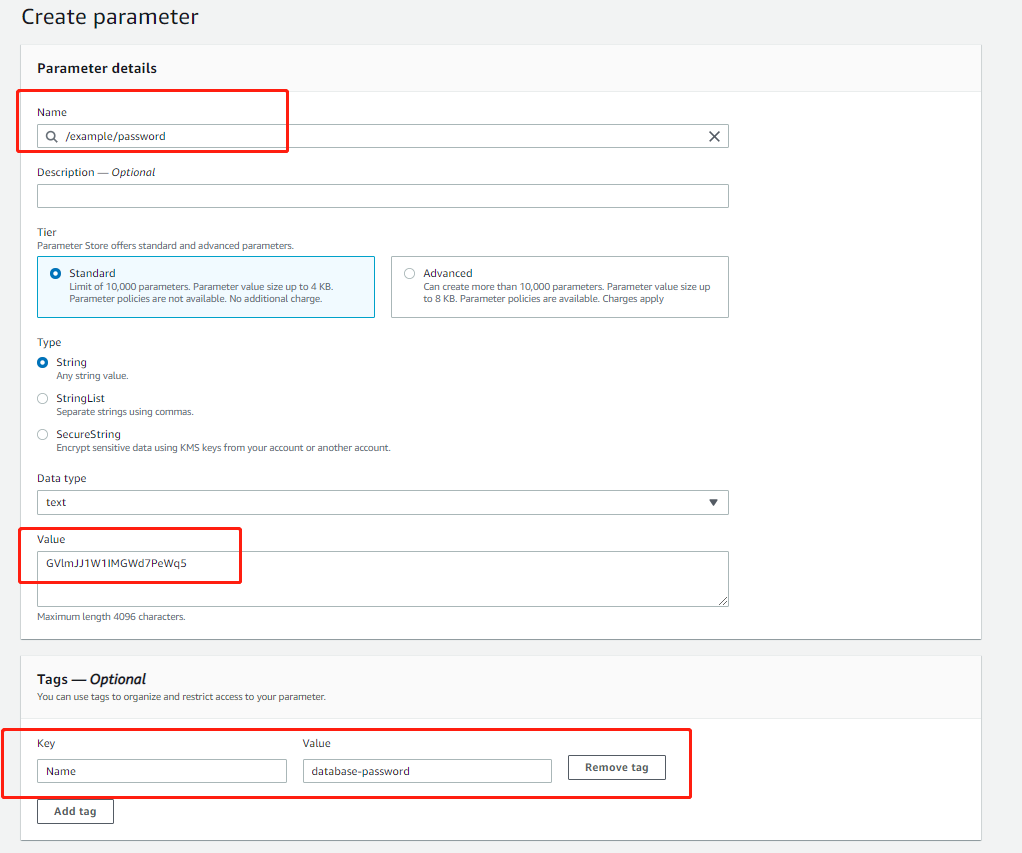 Create parameter
Parameter details
Name
/example/password
Description — Optional
Tier
Parameter Store offers standard and advanced parameters.
Standard
Limit of 10,000 parameters. Parameter value size up to 4 KB.
Parameter policies are not available. No additional charge.
Advanced
Can create more than 10,000 parameters. Parameter value size up
to 8 KB. Parameter policies are available. Charges apply
Type
String
Any string value.
StringList
Separate strings using commas.
SecureString
Encrypt sensitive data using KMS keys from your account or another account.
Data type
text
Value
GVlmJJ1W1IMGWd7PeWq5
Maximum length 4096 characters.
Tags — Optional
You can use tags to organize and restrict access to your parameter.
Key
Value
Name
database-password
Remove tag
Add tag